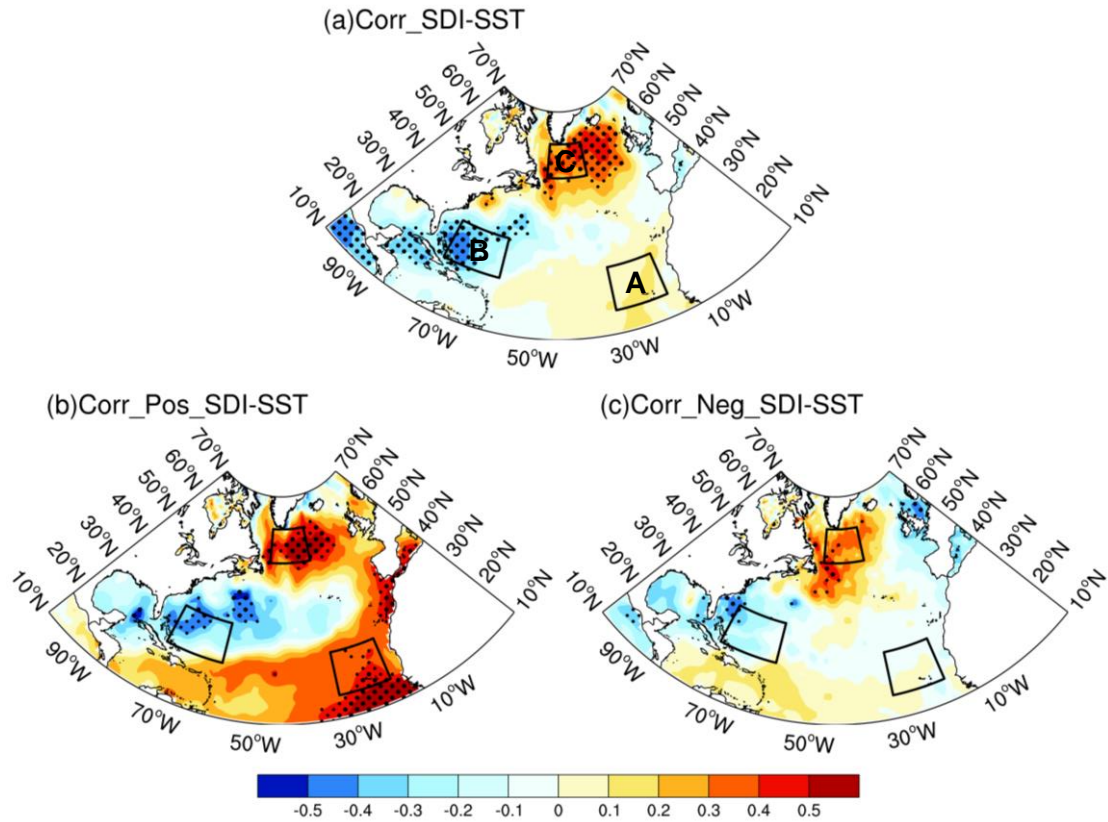 (a)Corr_SDI-SST
70°N
60°N
50°N
40°N
30°N
20°N
10°N
70°N
60°N
50°N
40°N
30°N
20°N
10°N
90°W
70°W
50°W
30°W
10°W
C
B
A
(b)Corr_Pos_SDI-SST
70°N
60°N
50°N
40°N
30°N
20°N
10°N
70°N
60°N
50°N
40°N
30°N
20°N
10°N
90°W
70°W
50°W
30°W
10°W
(c)Corr_Neg_SDI-SST
70°N
60°N
50°N
40°N
30°N
20°N
10°N
70°N
60°N
50°N
40°N
30°N
20°N
10°N
90°W
70°W
50°W
30°W
10°W
-0.5 -0.4 -0.3 -0.2 -0.1 0 0.1 0.2 0.3 0.4 0.5